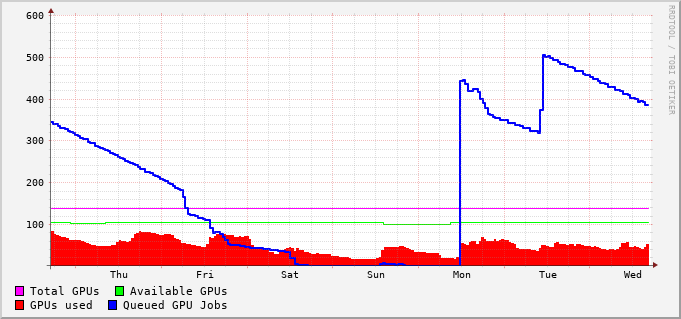 600
500
400
300
200
100
Thu Fri Sat Sun Mon Tue Wed
Total GPUs Available GPUs
GPUs used Queued GPU Jobs
RRDTOOL / TOBI OETIKER